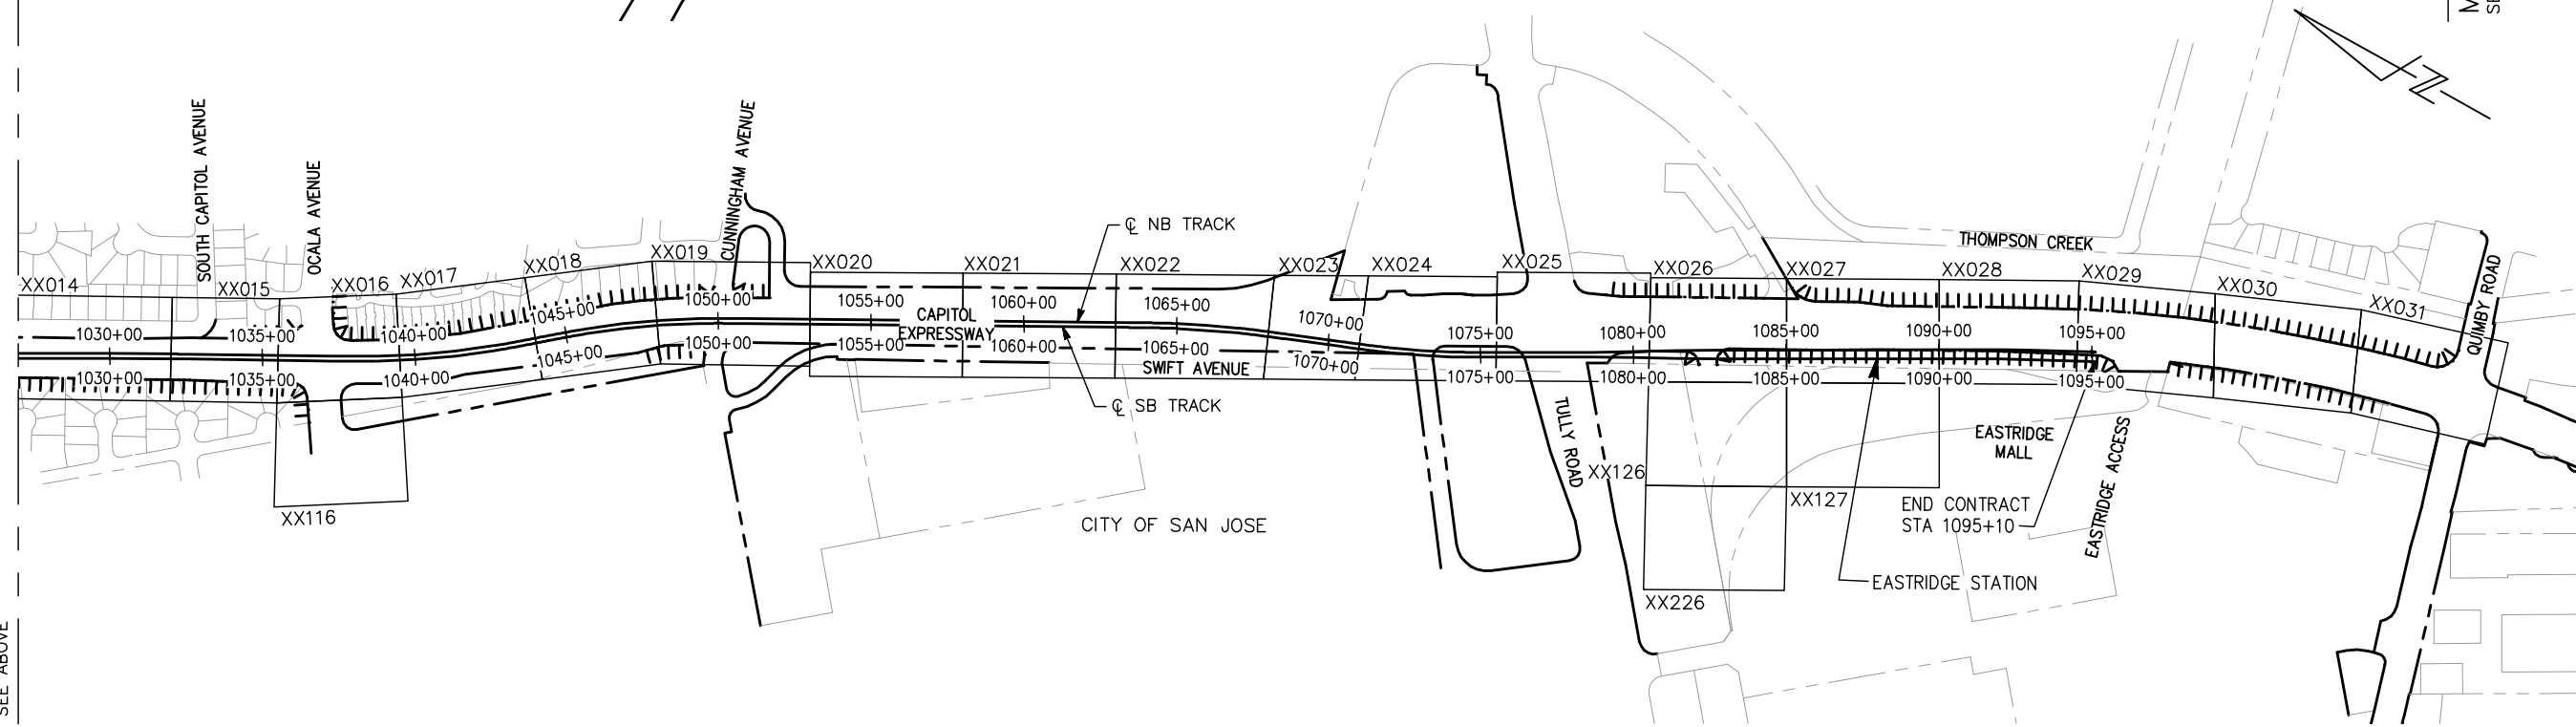 SOUTH CAPITOL AVENUE
OCALA AVENUE
CUNNINGHAM AVENUE
℄ NB TRACK
THOMPSON CREEK
QUIMBY ROAD
XX014
XX015
XX016
XX017
XX018
XX019
XX020
XX021
XX022
XX023
XX024
XX025
XX026
XX027
XX028
XX029
XX030
XX031
1030+00
1035+00
1040+00
1045+00
1050+00
1055+00
1060+00
1065+00
1070+00
1075+00
1080+00
1085+00
1090+00
1095+00
CAPITOL
EXPRESSWAY
1030+00
1035+00
1040+00
1045+00
1050+00
1055+00
1060+00
1065+00
1070+00
1075+00
1080+00
1085+00
1090+00
1095+00
SWIFT AVENUE
℄ SB TRACK
TULLY ROAD
EASTRIDGE
MALL
EASTRIDGE ACCESS
XX116
XX126
XX127
XX226
CITY OF SAN JOSE
END CONTRACT
STA 1095+10
EASTRIDGE STATION
SEE ABOVE